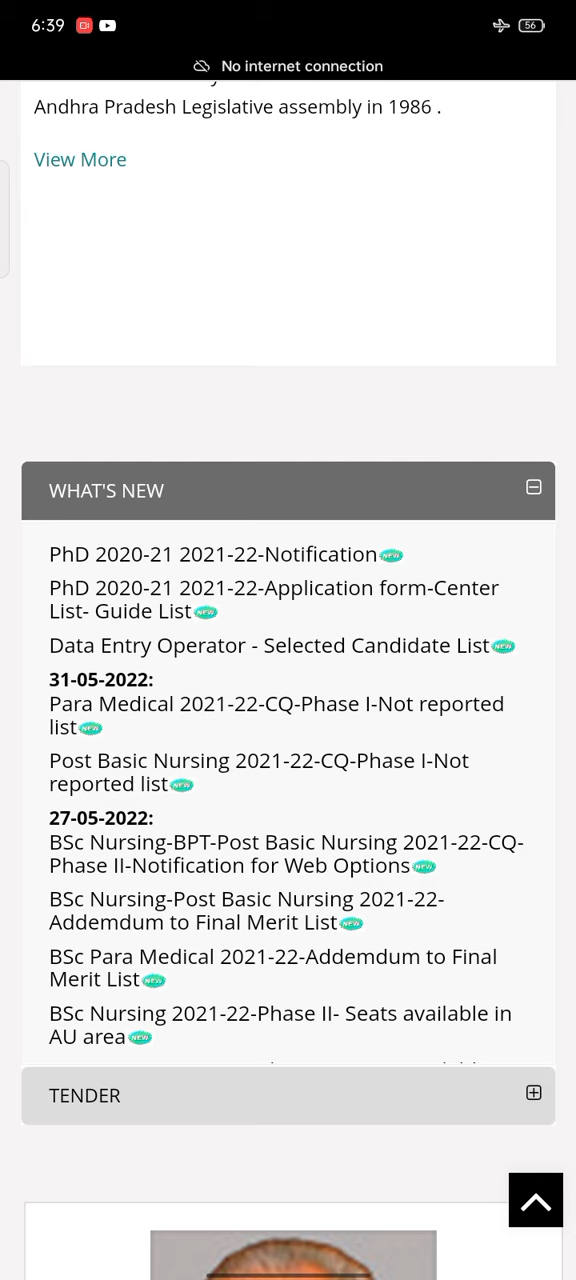 6:39
56
No internet connection
Andhra Pradesh Legislative assembly in 1986 .
View More
WHAT'S NEW
PhD 2020-21 2021-22-Notification NEW
PhD 2020-21 2021-22-Application form-Center
List- Guide List NEW
Data Entry Operator - Selected Candidate List NEW
31-05-2022:
Para Medical 2021-22-CQ-Phase I-Not reported
list NEW
Post Basic Nursing 2021-22-CQ-Phase I-Not
reported list NEW
27-05-2022:
BSc Nursing-BPT-Post Basic Nursing 2021-22-CQ-
Phase II-Notification for Web Options NEW
BSc Nursing-Post Basic Nursing 2021-22-
Addemdum to Final Merit List NEW
BSc Para Medical 2021-22-Addemdum to Final
Merit List NEW
BSc Nursing 2021-22-Phase II- Seats available in
AU area NEW
TENDER